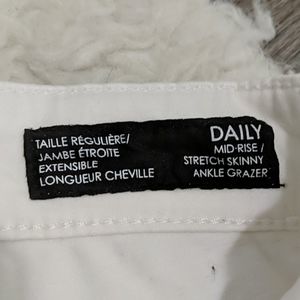 TAILLE RÉGULIÈRE/
JAMBE ÉTROITE
EXTENSIBLE
LONGUEUR CHEVILLE
DAILY
MID-RISE /
STRETCH SKINNY
ANKLE GRAZER